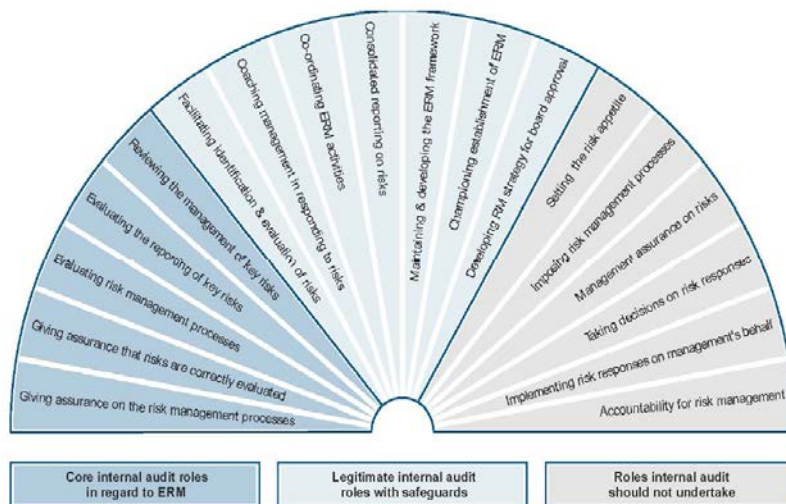 Giving assurance on the risk management processes
Giving assurance that risks are correctly evaluated
Evaluating risk management processes
Evaluating the reporting of key risks
Reviewing the management of key risks
Facilitating identification & evaluation of risks
Coaching management in responding to risks
Co-ordinating ERM activities
Consolidated reporting on risks
Maintaining & developing the ERM framework
Championing establishment of ERM
Developing RM strategy for board approval
Setting the risk appetite
Imposing risk management processes
Management assurance on risks
Taking decisions on risk responses
Implementing risk responses on management's behalf
Accountability for risk management
Core internal audit roles
in regard to ERM
Legitimate internal audit
roles with safeguards
Roles internal audit
should not undertake